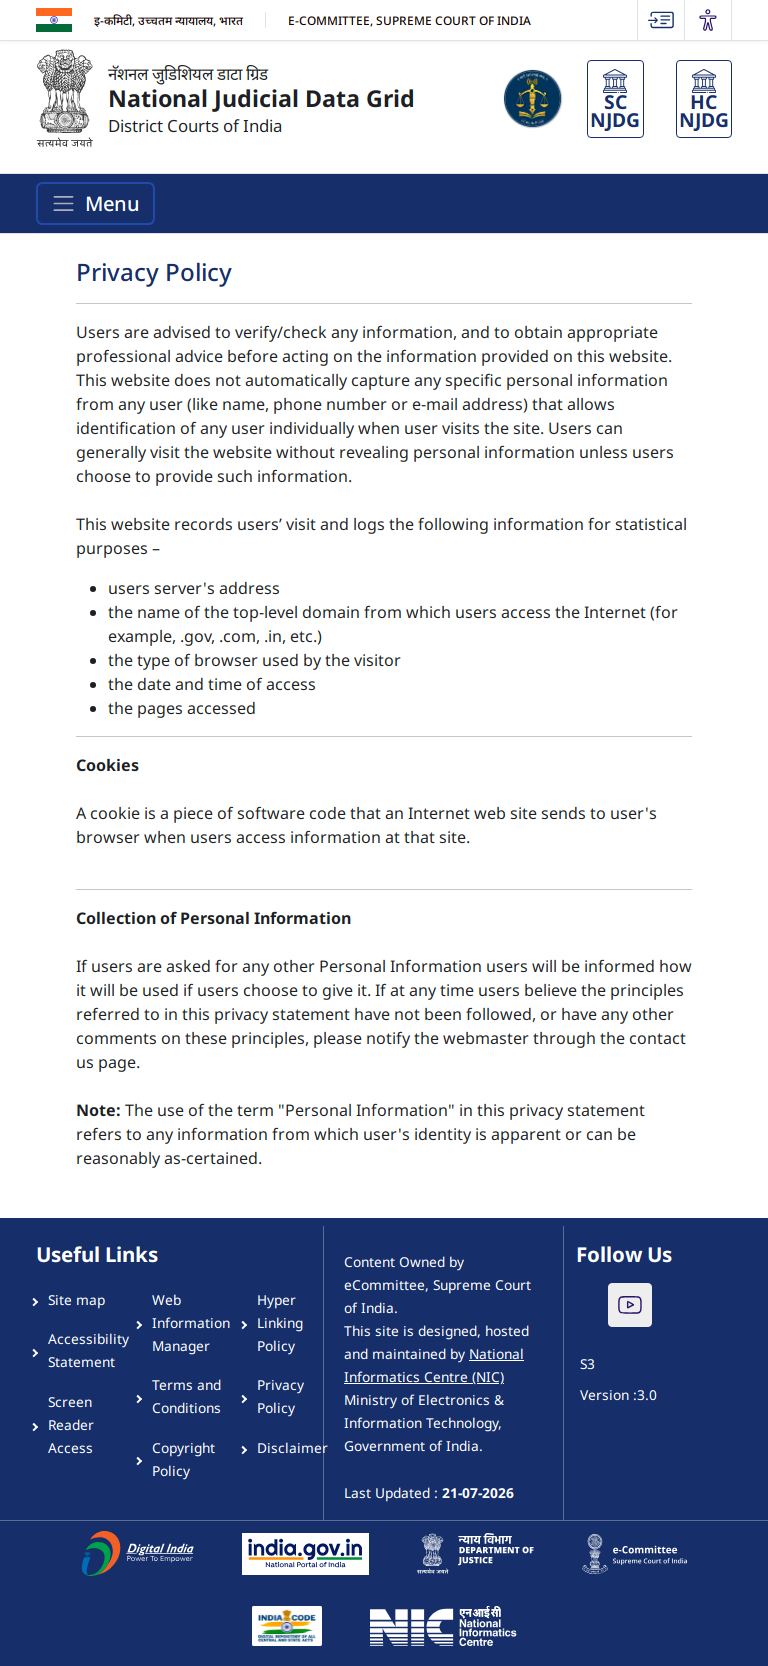 इ-कमिटी, उच्चतम न्यायालय, भारत
E-COMMITTEE, SUPREME COURT OF INDIA
नॅशनल जुडिशियल डाटा ग्रिड
National Judicial Data Grid
District Courts of India
सत्यमेव जयते
SC
NJDG
HC
NJDG
Menu
Privacy Policy
Users are advised to verify/check any information, and to obtain appropriate
professional advice before acting on the information provided on this website.
This website does not automatically capture any specific personal information
from any user (like name, phone number or e-mail address) that allows
identification of any user individually when user visits the site. Users can
generally visit the website without revealing personal information unless users
choose to provide such information.
This website records users’ visit and logs the following information for statistical
purposes –
users server's address
the name of the top-level domain from which users access the Internet (for
example, .gov, .com, .in, etc.)
the type of browser used by the visitor
the date and time of access
the pages accessed
Cookies
A cookie is a piece of software code that an Internet web site sends to user's
browser when users access information at that site.
Collection of Personal Information
If users are asked for any other Personal Information users will be informed how
it will be used if users choose to give it. If at any time users believe the principles
referred to in this privacy statement have not been followed, or have any other
comments on these principles, please notify the webmaster through the contact
us page.
Note: The use of the term "Personal Information" in this privacy statement
refers to any information from which user's identity is apparent or can be
reasonably as-certained.
Useful Links
Site map
Accessibility
Statement
Screen
Reader
Access
Web
Information
Manager
Terms and
Conditions
Copyright
Policy
Hyper
Linking
Policy
Privacy
Policy
Disclaimer
Content Owned by
eCommittee, Supreme Court
of India.
This site is designed, hosted
and maintained by National
Informatics Centre (NIC)
Ministry of Electronics &
Information Technology,
Government of India.
Last Updated : 21-07-2026
Follow Us
S3
Version :3.0
Digital India
Power To Empower
india.gov.in
National Portal of India
सत्यमेव जयते
न्याय विभाग
DEPARTMENT OF
JUSTICE
e-Committee
Supreme Court of India
INDIA CODE
DIGITAL REPOSITORY OF ALL
CENTRAL AND STATE ACTS
NIC
एनआईसी
National
Informatics
Centre